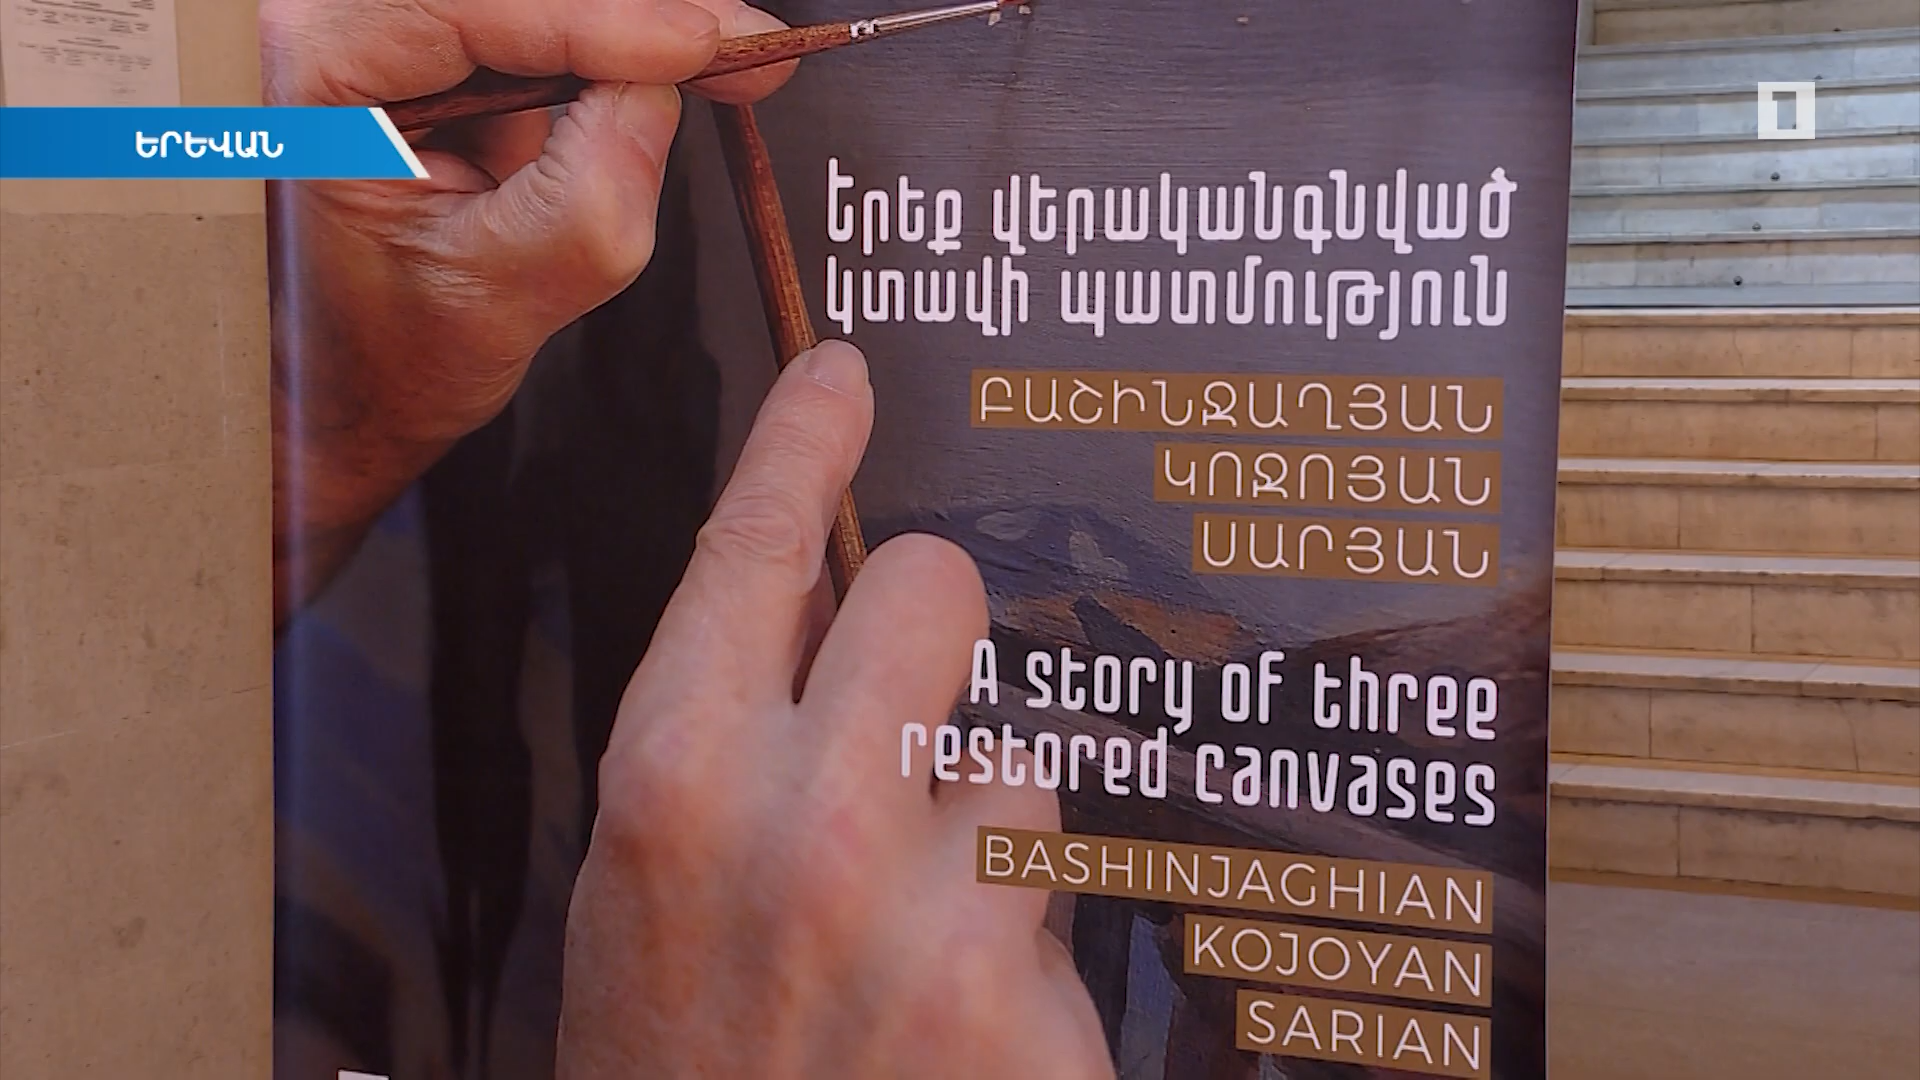 ԵՐԵՎԱՆ
1
Երեք վերականգնված
կտավի պատմություն
ԲԱՇԻՆՋԱՂՅԱՆ
ԿՈՋՈՅԱՆ
ՍԱՐՅԱՆ
A story of three
restored canvases
BASHINJAGHIAN
KOJOYAN
SARIAN